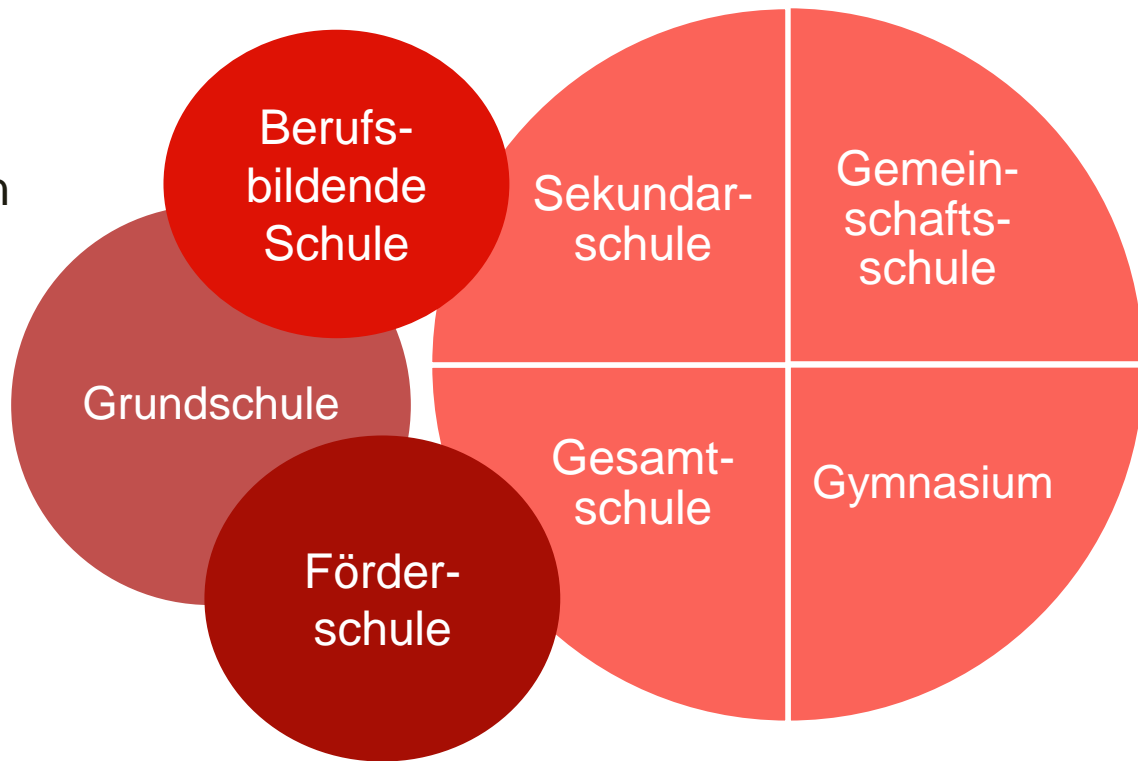 n
Berufs-
bildende
Schule
Grundschule
Förder-
schule
Sekundar-
schule
Gemein-
schafts-
schule
Gesamt-
schule
Gymnasium